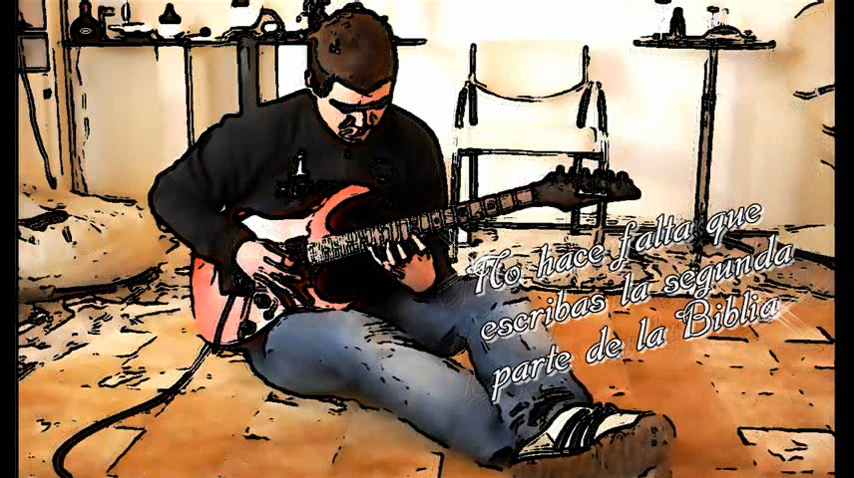 No hace falta que
escribas la segunda
parte de la Biblia